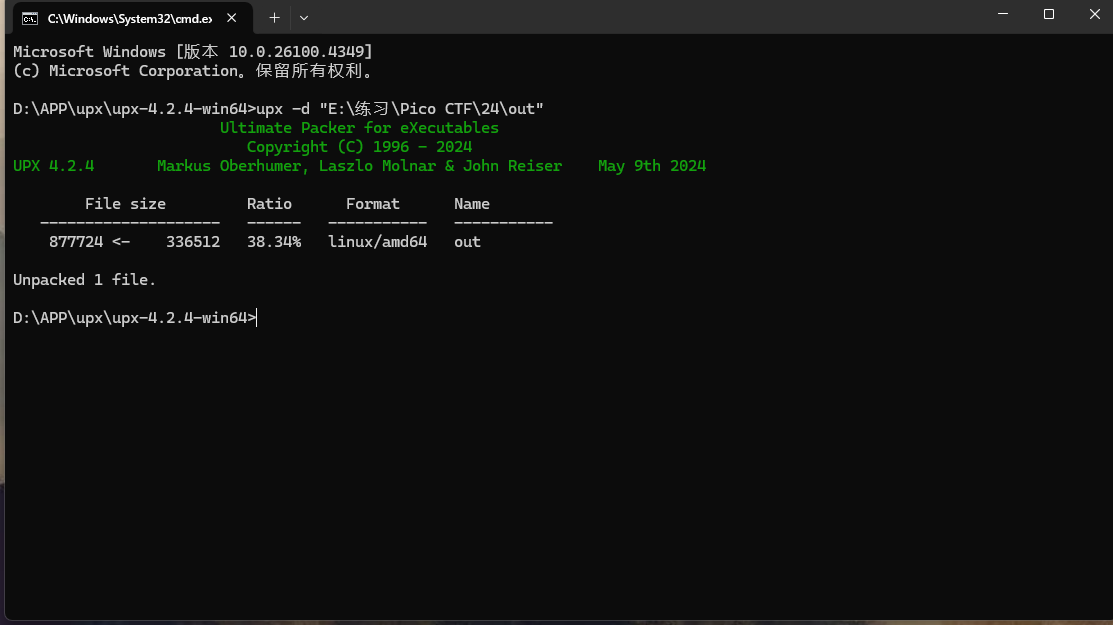 C:\Windows\System32\cmd.ex
Microsoft Windows [版本 10.0.26100.4349]
(c) Microsoft Corporation。保留所有权利。
D:\APP\upx\upx-4.2.4-win64>upx -d "E:\练习\Pico CTF\24\out"
Ultimate Packer for eXecutables
Copyright (C) 1996 - 2024
UPX 4.2.4       Markus Oberhumer, Laszlo Molnar & John Reiser    May 9th 2024
File size         Ratio      Format      Name
--------------------   ------   -----------   -----------
877724 <-    336512   38.34%   linux/amd64   out
Unpacked 1 file.
D:\APP\upx\upx-4.2.4-win64>